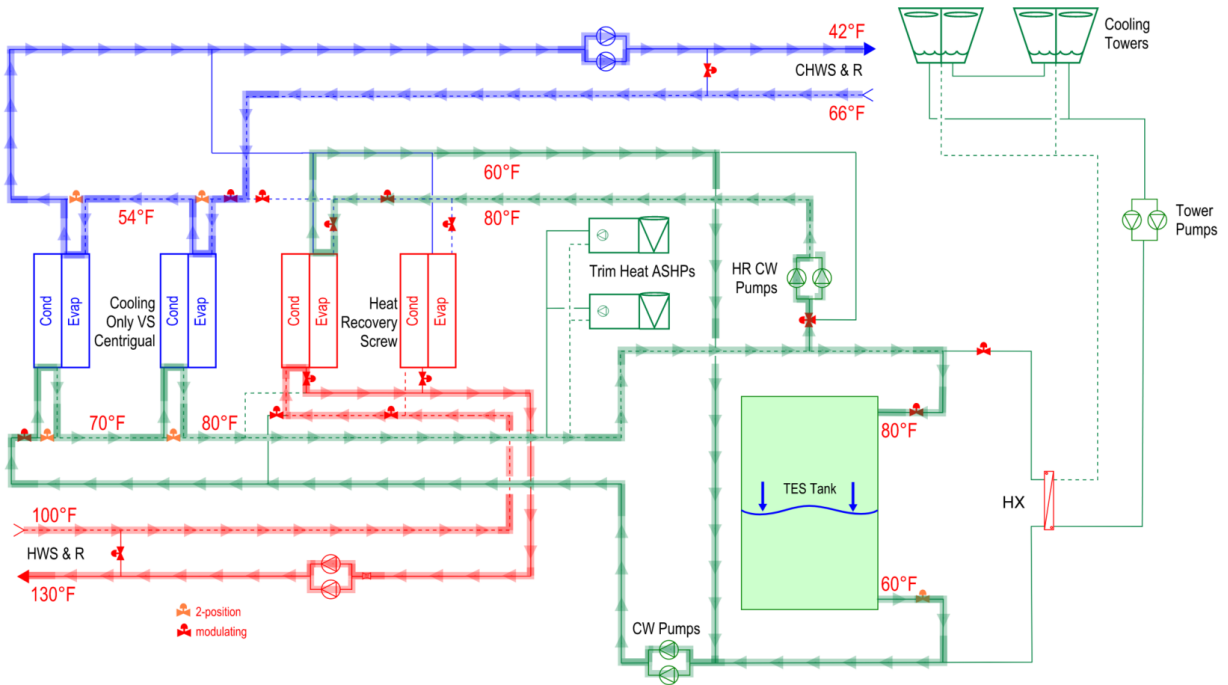 42°F
Cooling
Towers
CHWS & R
66°F
60°F
54°F
80°F
Tower
Pumps
Trim Heat ASHPs
HR CW
Pumps
Cond
Evap
Cooling
Only VS
Centrigual
Cond
Evap
Cond
Evap
Heat
Recovery
Screw
Cond
Evap
70°F
80°F
80°F
TES Tank
HX
100°F
HWS & R
130°F
60°F
2-position
modulating
CW Pumps